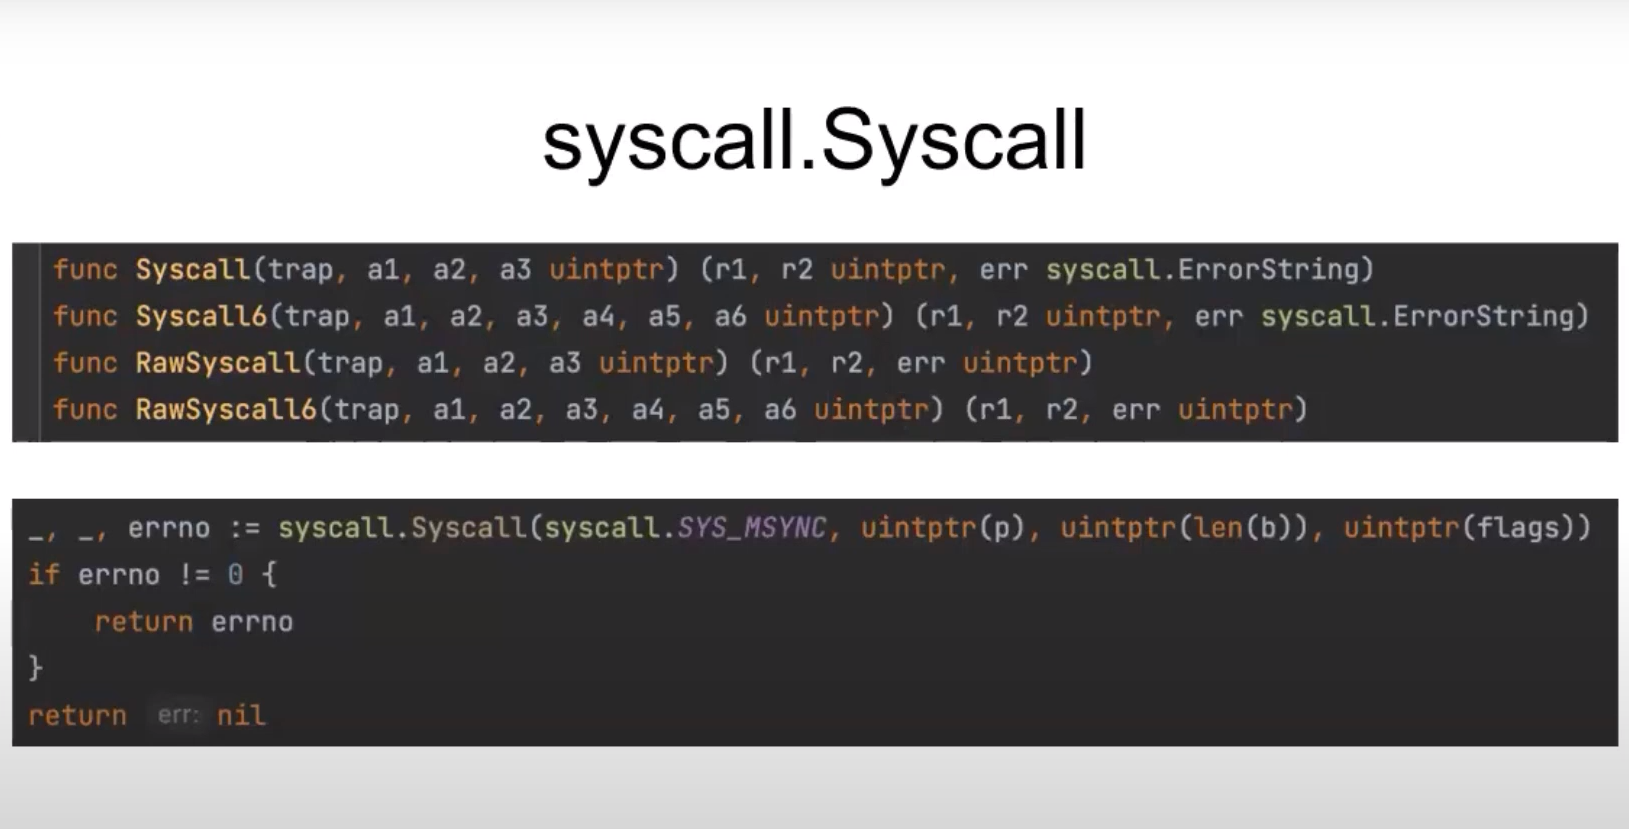 syscall.Syscall
func Syscall(trap, a1, a2, a3 uintptr) (r1, r2 uintptr, err syscall.ErrorString)
func Syscall6(trap, a1, a2, a3, a4, a5, a6 uintptr) (r1, r2 uintptr, err syscall.ErrorString)
func RawSyscall(trap, a1, a2, a3 uintptr) (r1, r2, err uintptr)
func RawSyscall6(trap, a1, a2, a3, a4, a5, a6 uintptr) (r1, r2, err uintptr)
_, _, errno := syscall.Syscall(syscall.SYS_MSYNC, uintptr(p), uintptr(len(b)), uintptr(flags))
if errno != 0 {
    return errno
}
return err: nil